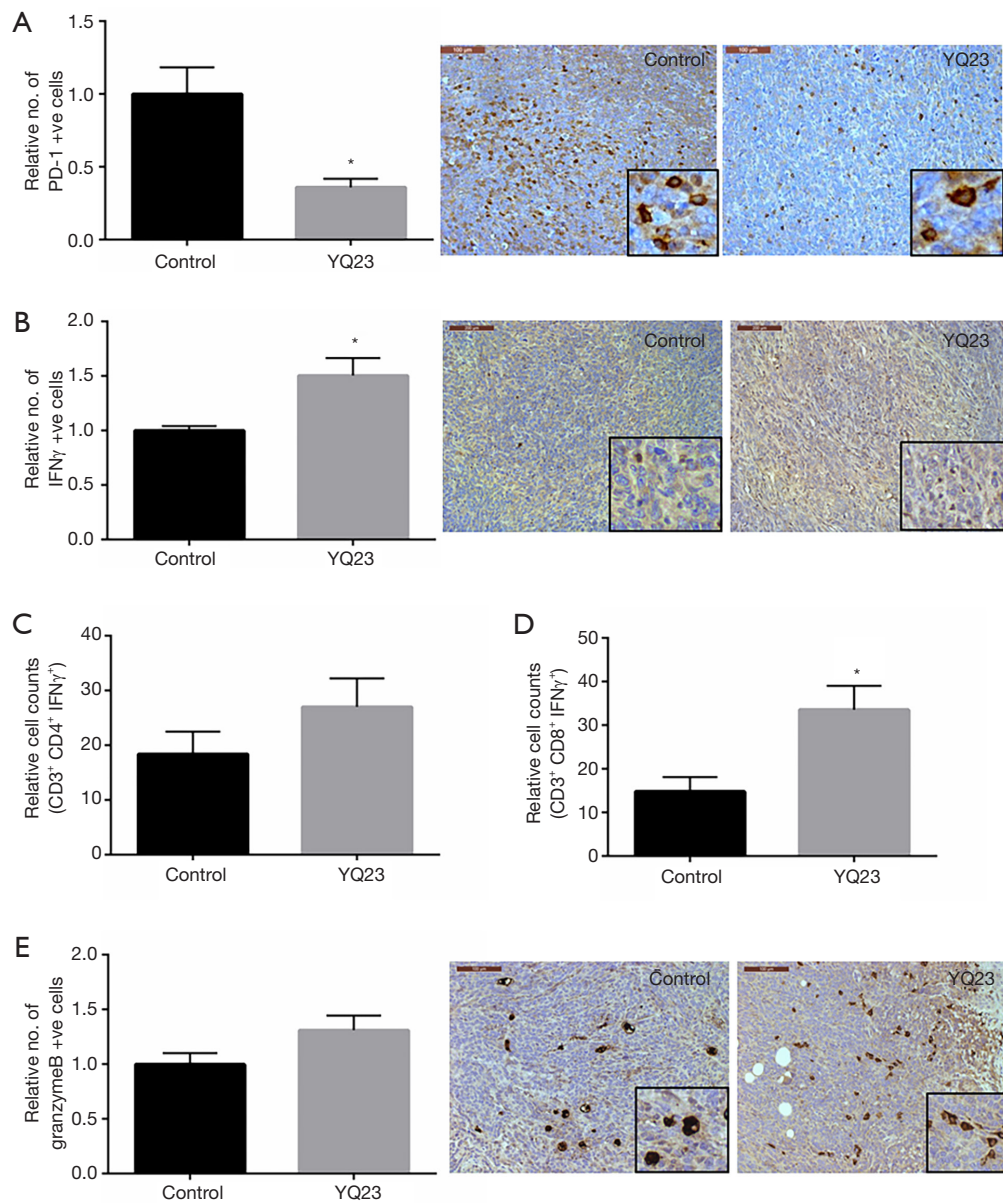 A
Relative no. of
PD-1 +ve cells
1.5
1.0
0.5
0.0
Control
YQ23
*
100 μm
Control
YQ23
B
Relative no. of
IFNγ +ve cells
2.0
1.5
1.0
0.5
0.0
Control
YQ23
*
Control
YQ23
C
Relative cell counts
(CD3+ CD4+ IFNγ+)
40
30
20
10
0
Control
YQ23
D
Relative cell counts
(CD3+ CD8+ IFNγ+)
50
40
30
20
10
0
Control
YQ23
*
E
Relative no. of
granzymeB +ve cells
2.0
1.5
1.0
0.5
0.0
Control
YQ23
Control
YQ23